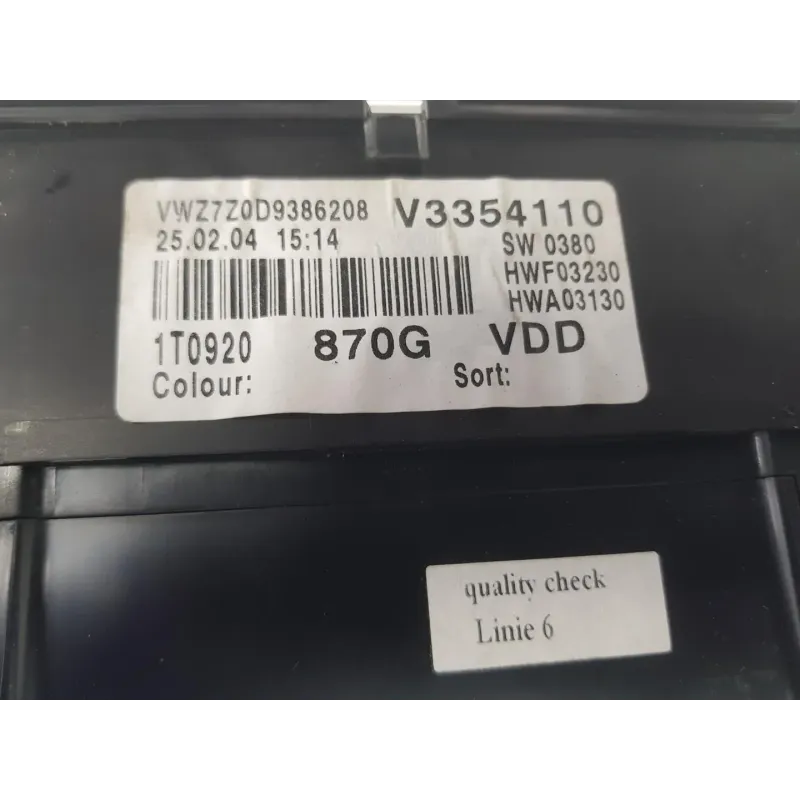 VWZ7Z0D9386208 V3354110
25.02.04 15:14 SW 0380
HWF03230
HWA03130
1T0920 870G VDD
Colour: Sort:
quality check
Linie 6